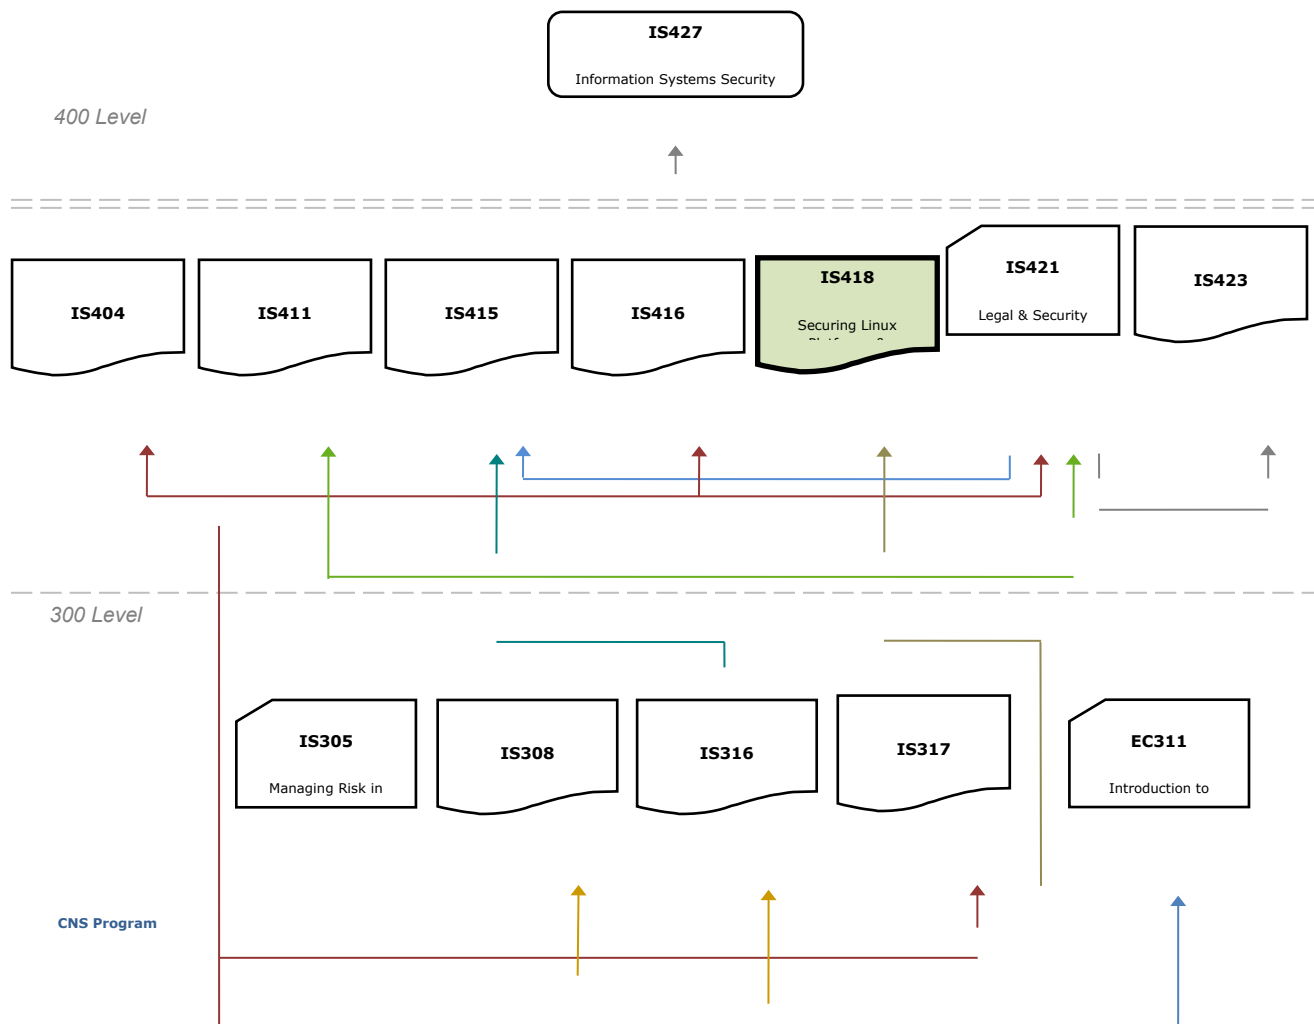 IS427
Information Systems Security
400 Level
IS404
IS411
IS415
IS416
IS418
Securing Linux
IS421
Legal & Security
IS423
300 Level
IS305
Managing Risk in
IS308
IS316
IS317
EC311
Introduction to
CNS Program